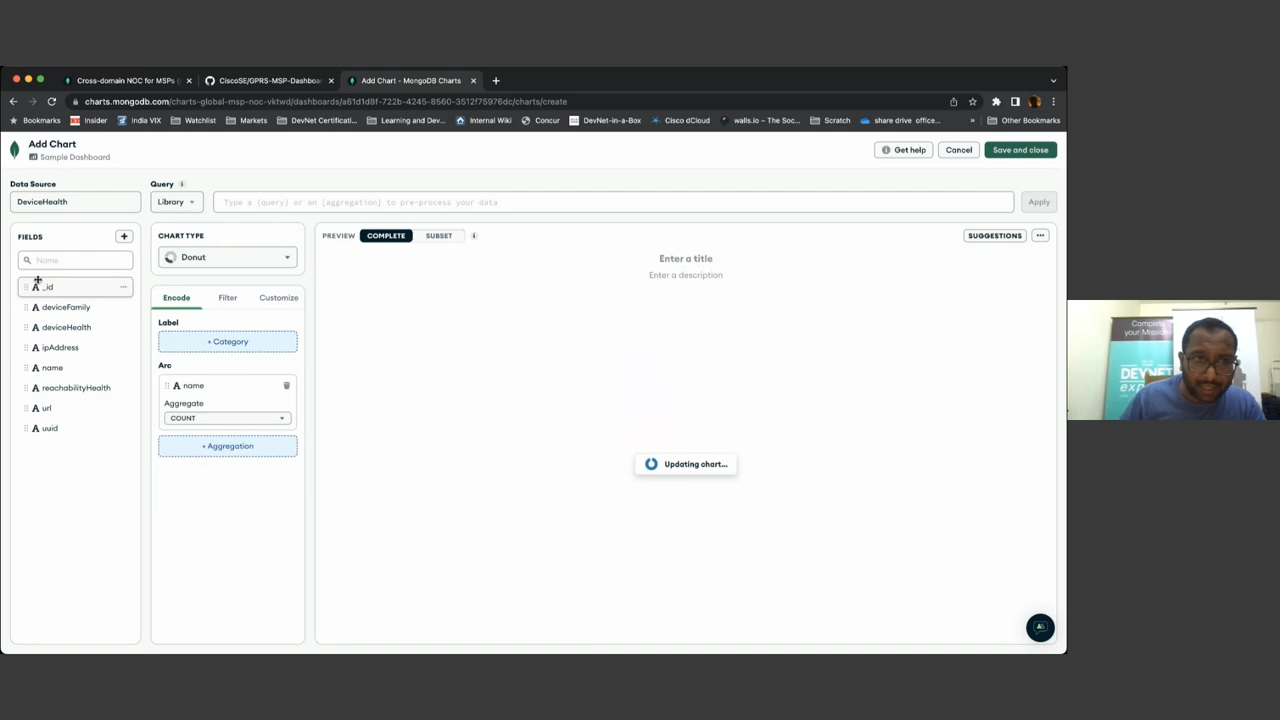 Cross-domain NOC for MSPs
CiscoSE/GPRS-MSP-Dashboa
Add Chart - MongoDB Charts
charts.mongodb.com/charts-global-msp-noc-vktwd/dashboards/a61d1d8f-722b-4245-8560-3512f75976dc/charts/create
Bookmarks
Insider
India VIX
Watchlist
Markets
DevNet Certificati...
Learning and Dev...
Internal Wiki
Concur
DevNet-in-a-Box
Cisco dCloud
walls.io – The Soc...
Scratch
share drive office...
Other Bookmarks
Add Chart
Sample Dashboard
Get help
Cancel
Save and close
Data Source
Query
DeviceHealth
Library
Type a {query} or an [aggregation] to pre-process your data
Apply
FIELDS
CHART TYPE
PREVIEW
COMPLETE
SUBSET
SUGGESTIONS
Name
Donut
Enter a title
Enter a description
_id
deviceFamily
deviceHealth
ipAddress
name
reachabilityHealth
url
uuid
Encode
Filter
Customize
Label
+ Category
Arc
name
Aggregate
COUNT
+ Aggregation
Updating chart...
your Mission
DEVNET